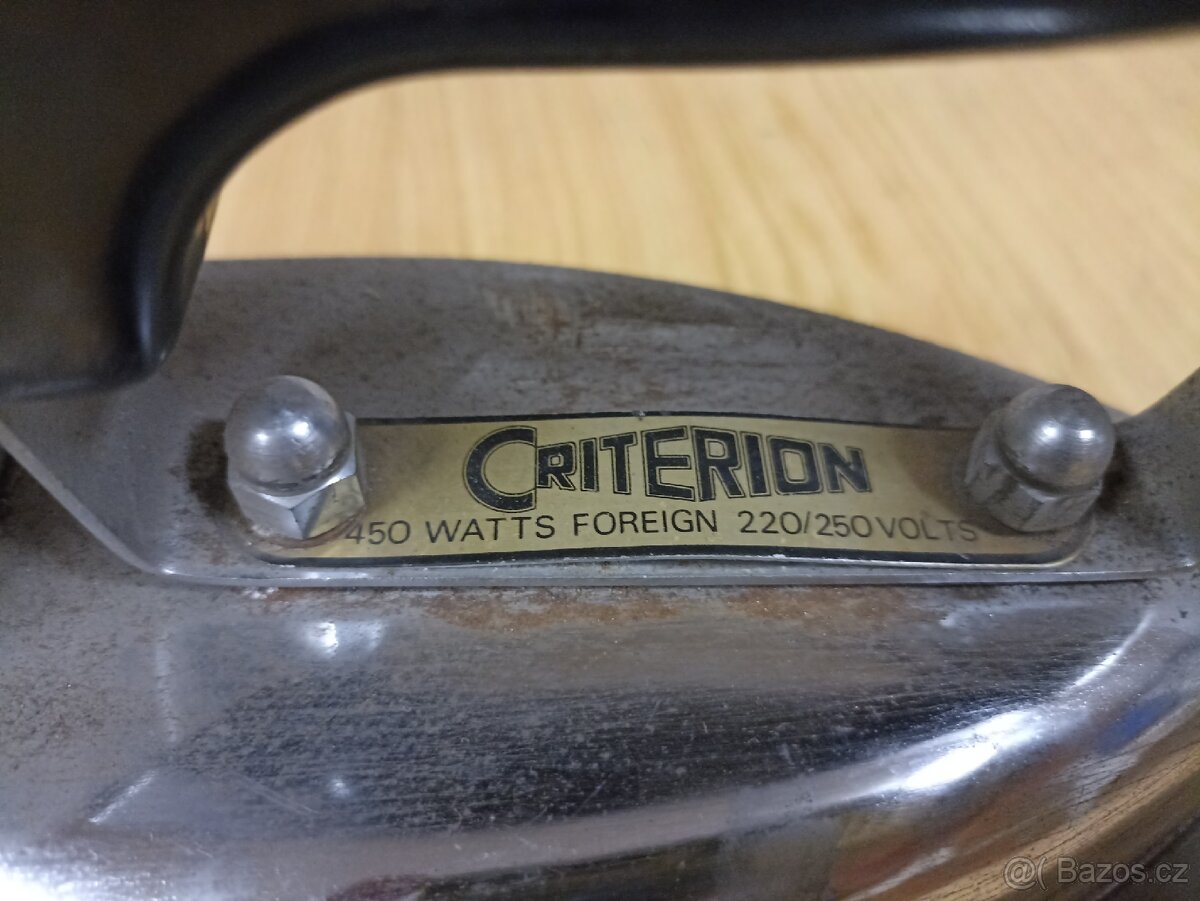 CRITERION
450 WATTS FOREIGN 220/250 VOLTS
@( Bazos.cz